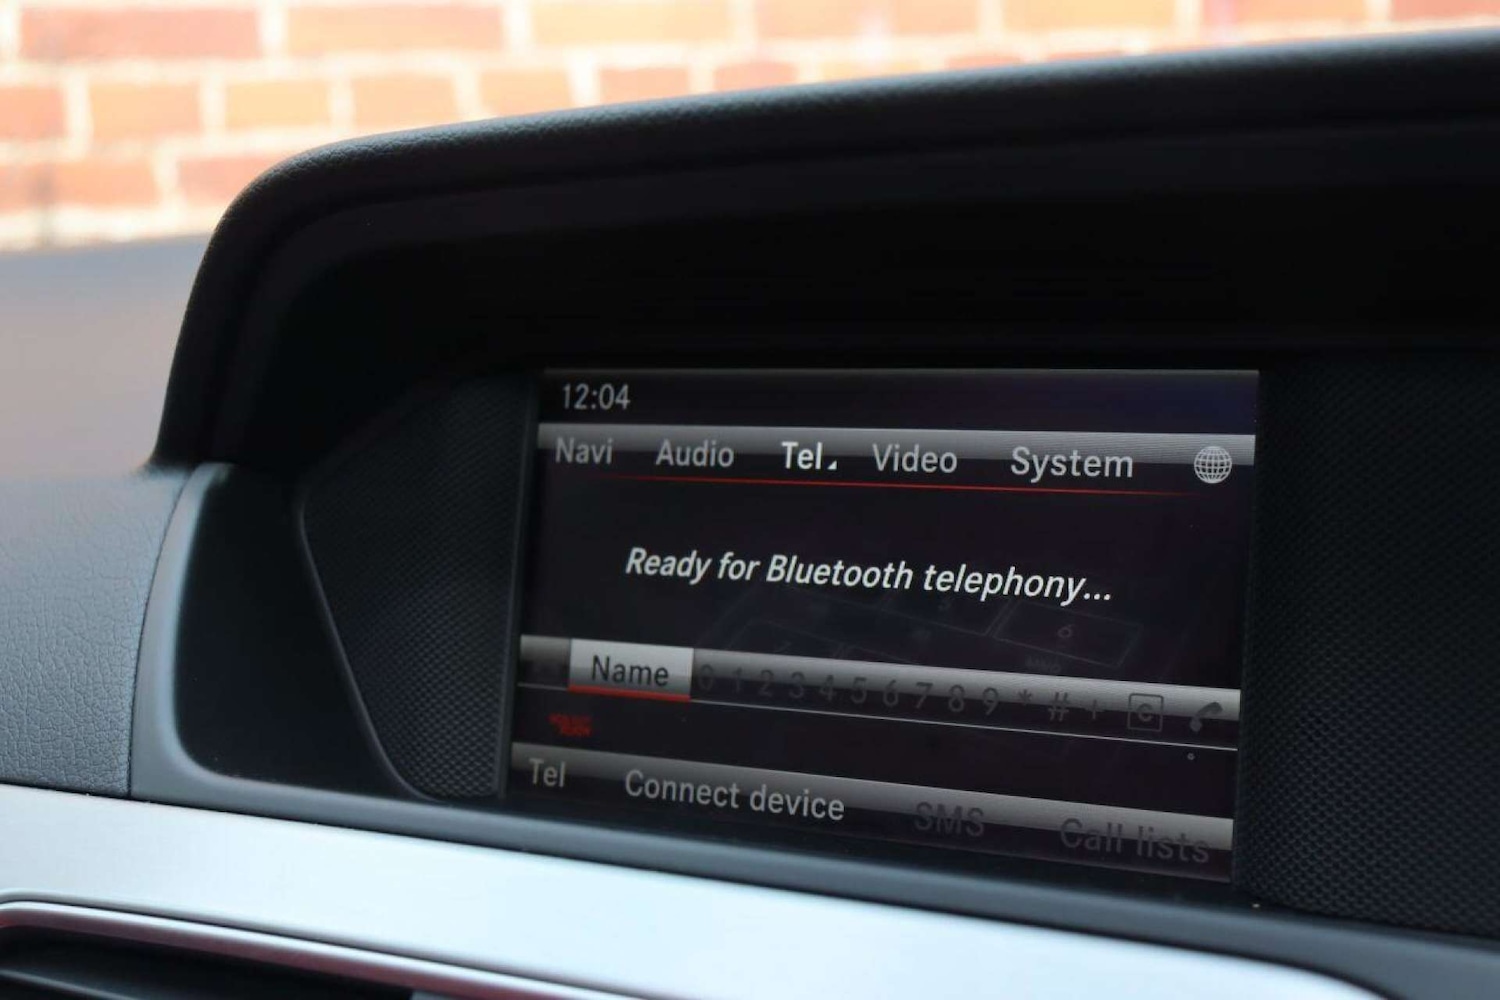 12:04
Navi Audio Tel Video System
Ready for Bluetooth telephony...
Name 0 1 2 3 4 5 6 7 8 9 * # + C
Tel Connect device SMS Call lists